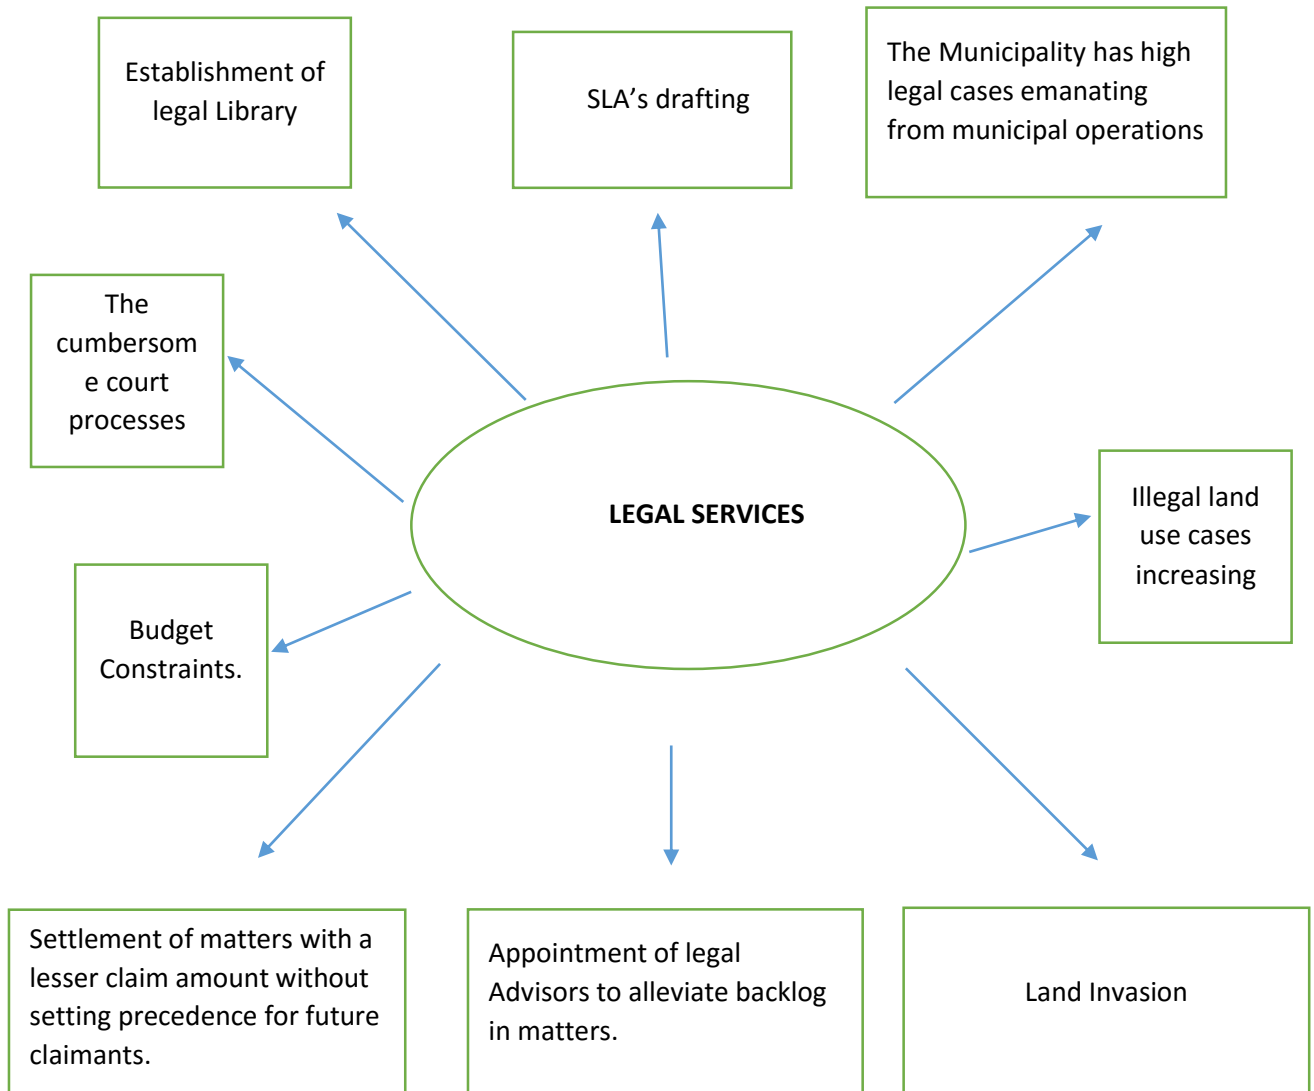 Establishment of
legal Library
SLA's drafting
The Municipality has high
legal cases emanating
from municipal operations
The
cumbersom
e court
processes
LEGAL SERVICES
Illegal land
use cases
increasing
Budget
Constraints.
Settlement of matters with a
lesser claim amount without
setting precedence for future
claimants.
Appointment of legal
Advisors to alleviate backlog
in matters.
Land Invasion